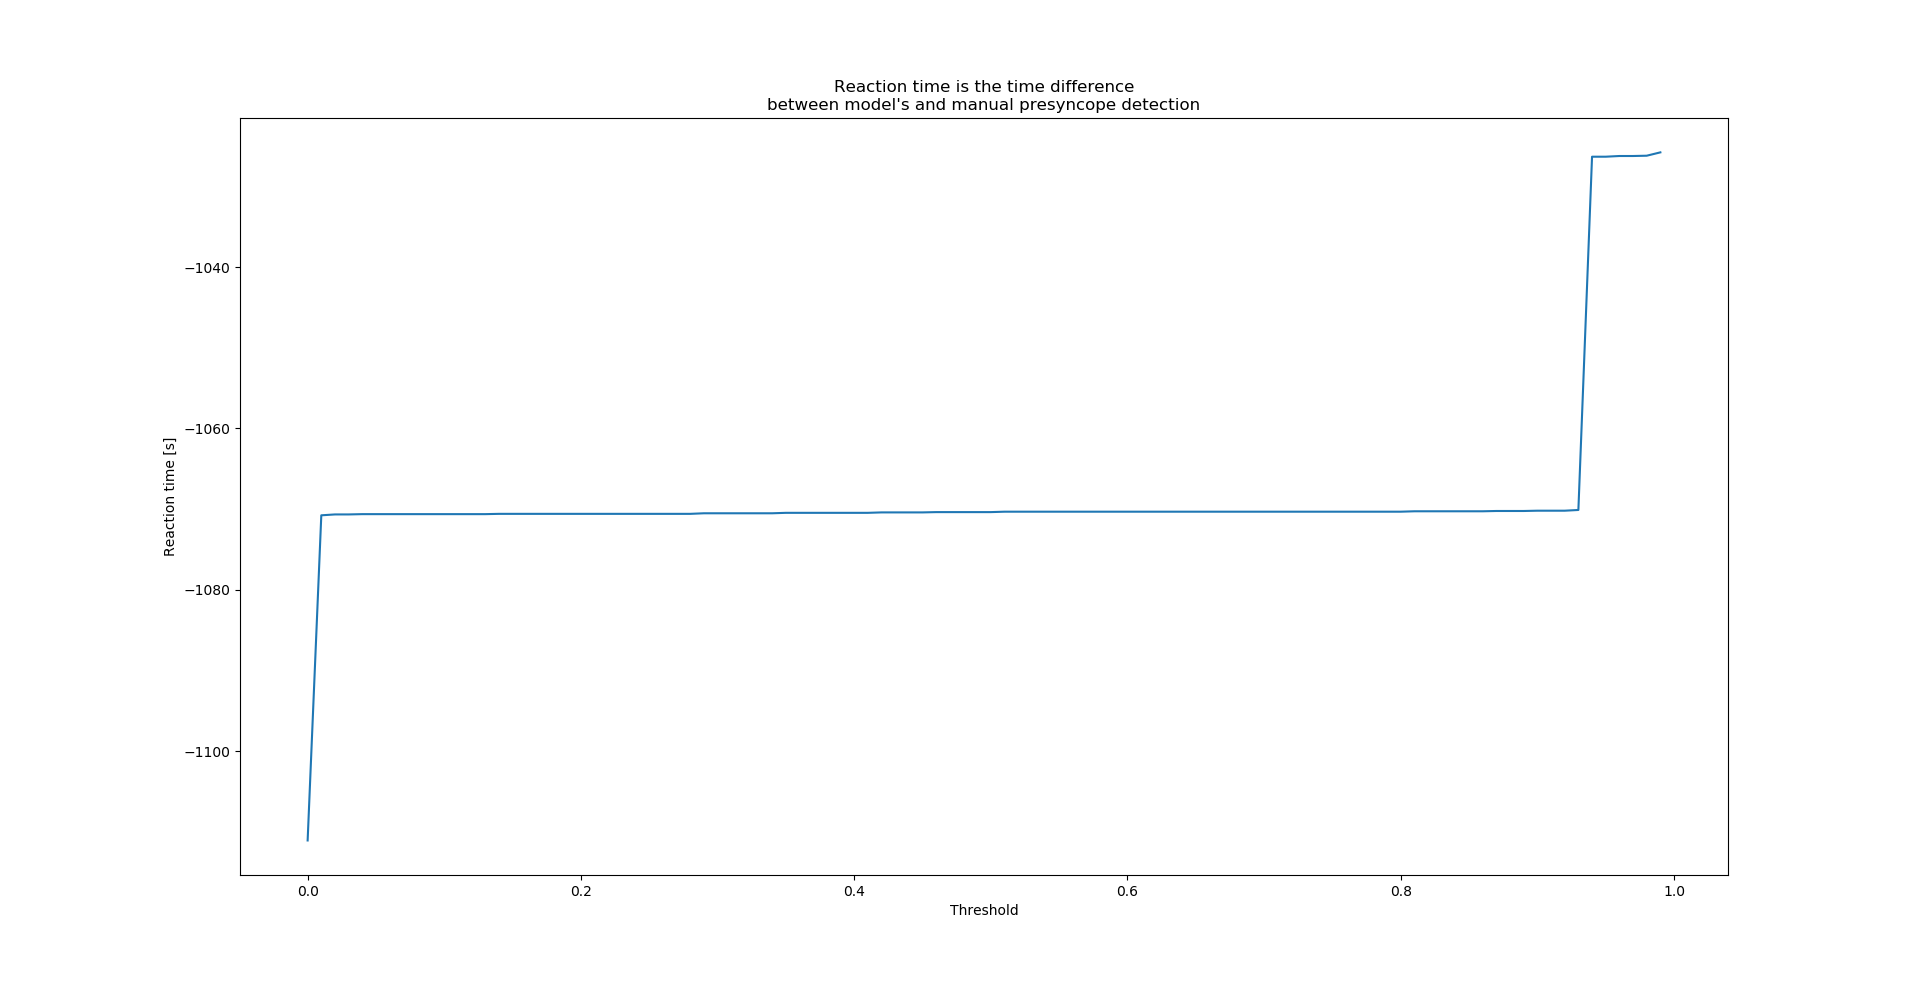 Reaction time is the time difference
between model's and manual presyncope detection
Reaction time [s]
−1040
−1060
−1080
−1100
0.0 0.2 0.4 0.6 0.8 1.0
Threshold